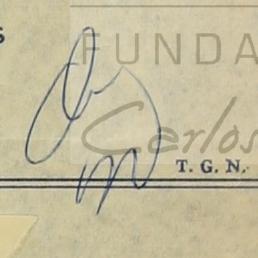 S
FUNDA
Carlos
T. G. N.